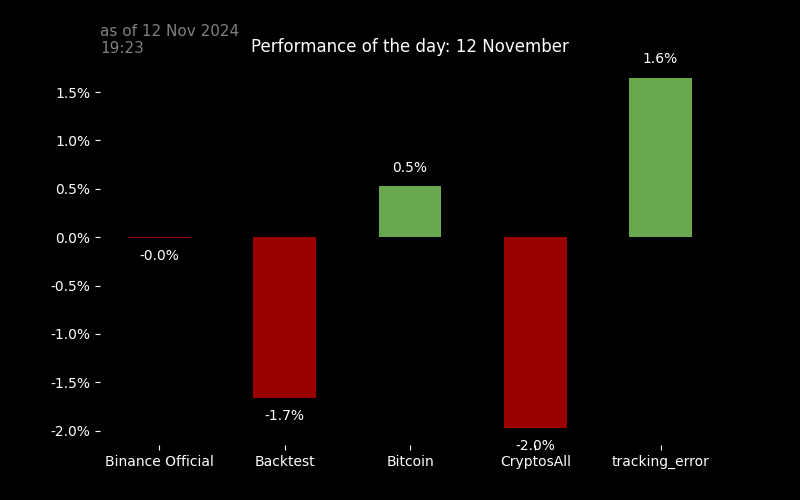 as of 12 Nov 2024
19:23
Performance of the day: 12 November
1.6%
1.5%
1.0%
0.5%
0.5%
0.0%
-0.0%
-0.5%
-1.0%
-1.5%
-1.7%
-2.0%
-2.0%
Binance Official
Backtest
Bitcoin
CryptosAll
tracking_error